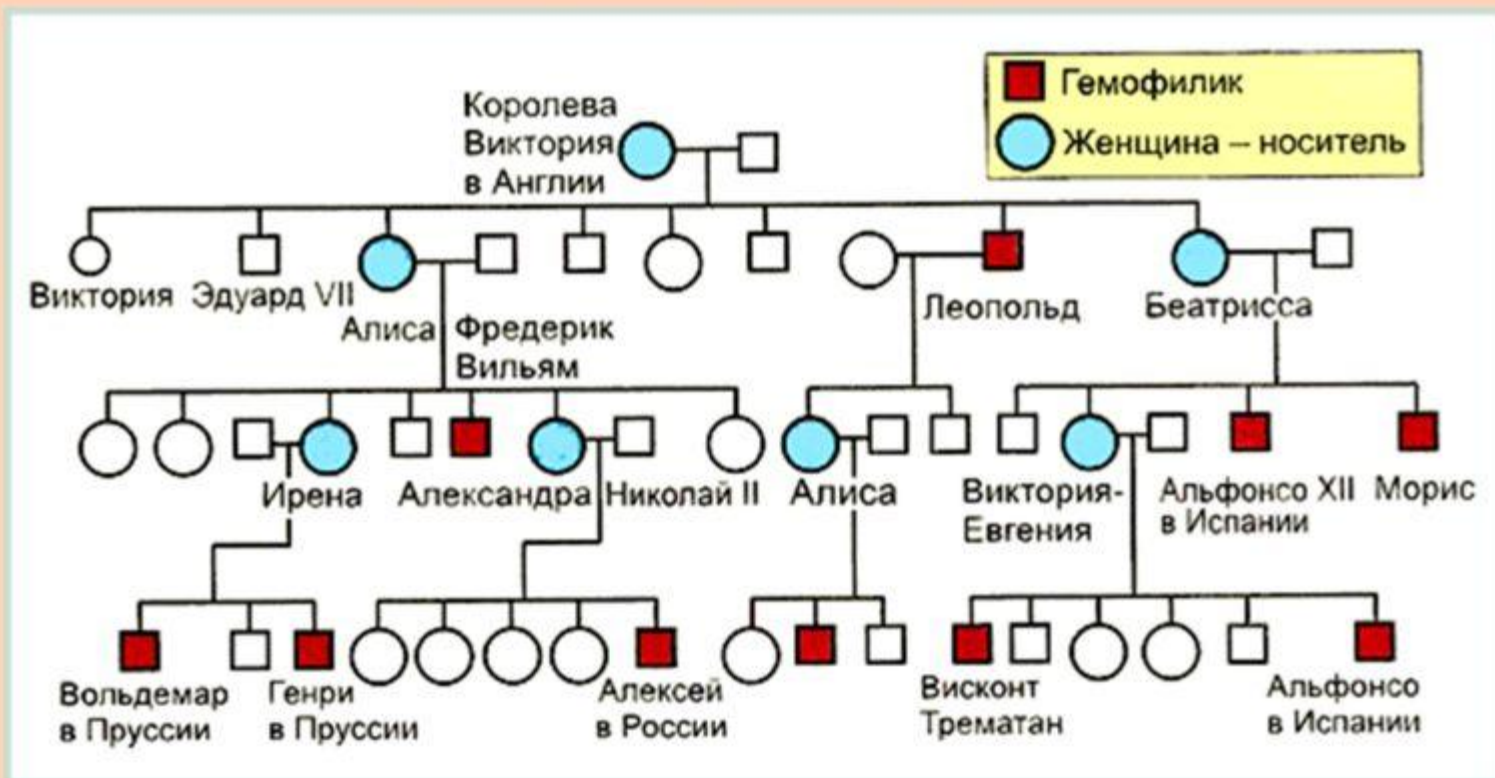 Гемофилик
Женщина – носитель
Королева
Виктория
в Англии
Виктория
Эдуард VII
Алиса
Фредерик
Вильям
Леопольд
Беатрисса
Ирена
Александра
Николай II
Алиса
Виктория-
Евгения
Альфонсо XII
в Испании
Морис
Вольдемар
в Пруссии
Генри
в Пруссии
Алексей
в России
Висконт
Трематан
Альфонсо
в Испании